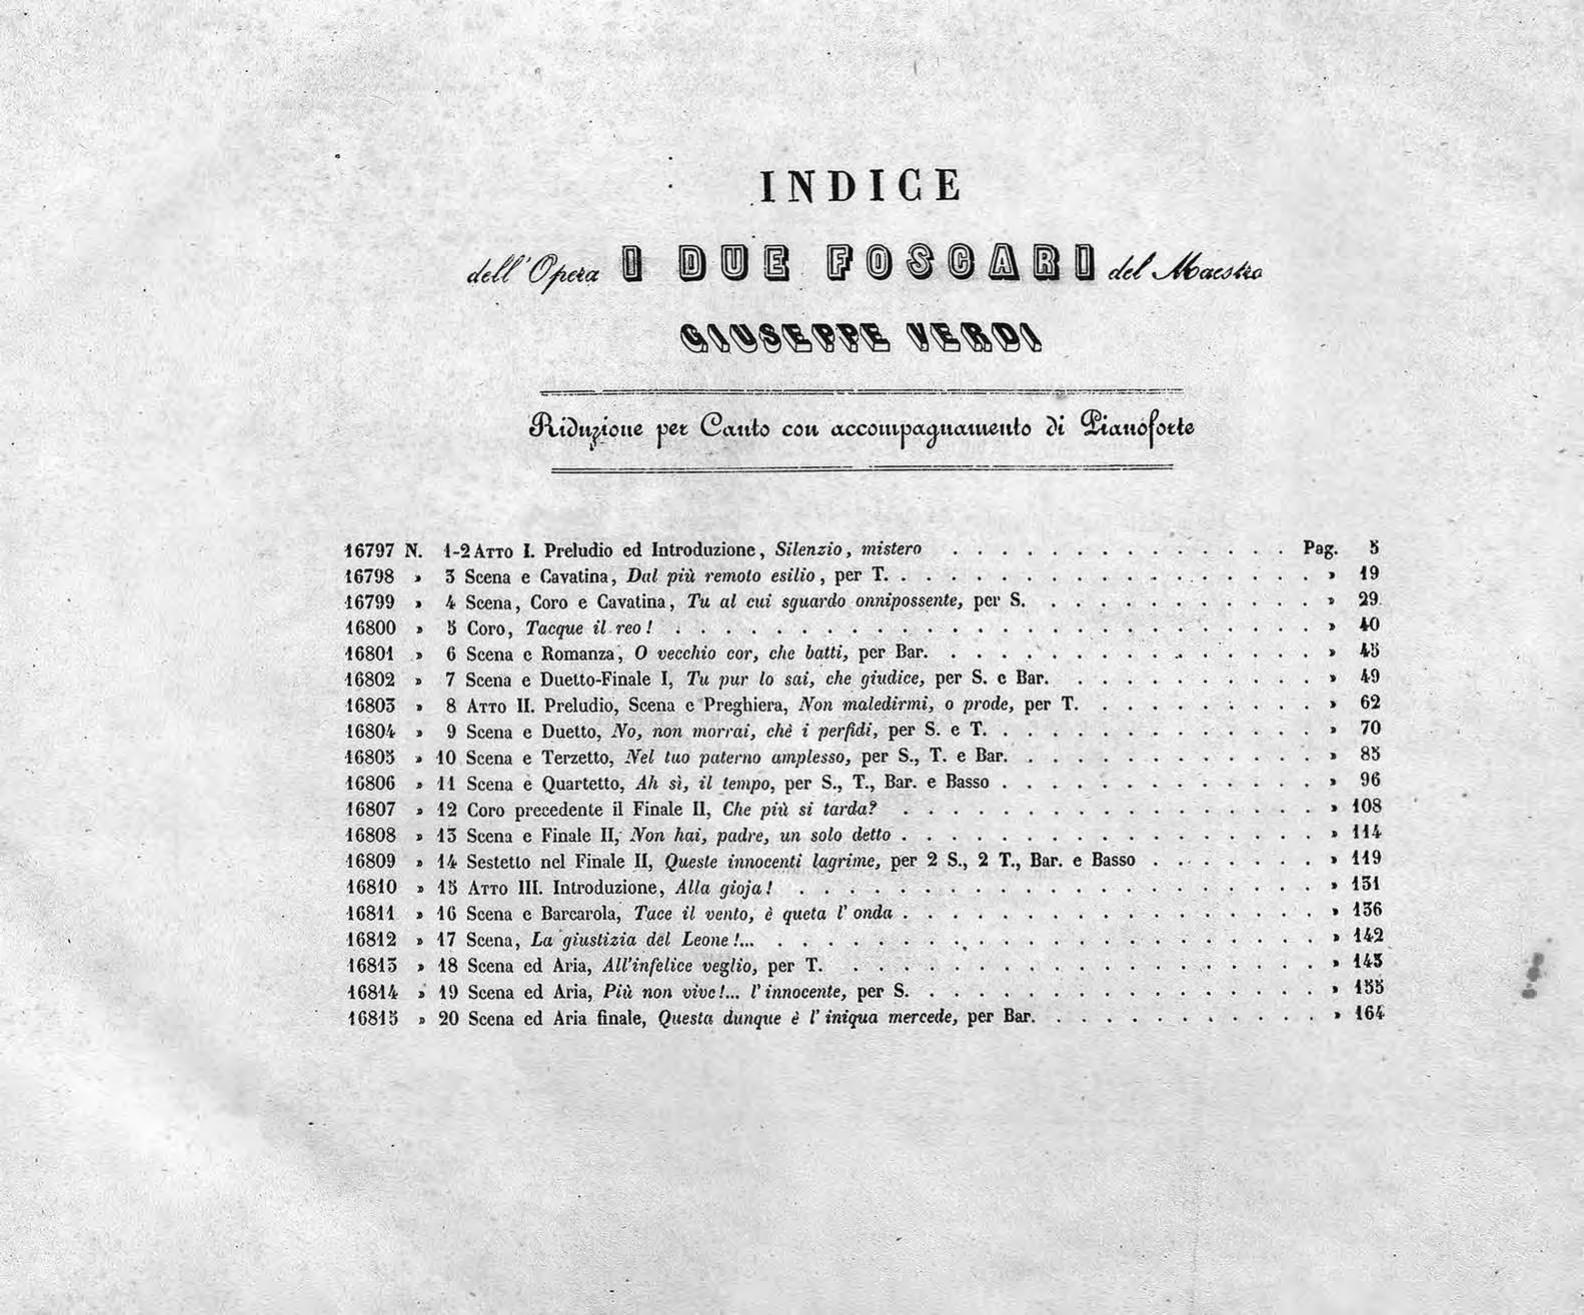 INDICE
dell'Opera I DUE FOSCARI del Maestro
GIUSEPPE VERDI
Riduzione per Canto con accompagnamento di Pianoforte
16797 N. 1-2 ATTO I. Preludio ed Introduzione, Silenzio, mistero . . . . . . . . . . . . . . Pag. 5
16798 » 3 Scena e Cavatina, Dal più remoto esilio, per T. . . . . . . . . . . . . . . . . . . » 19
16799 » 4 Scena, Coro e Cavatina, Tu al cui sguardo onnipossente, per S. . . . . . . . . . . . . » 29
16800 » 5 Coro, Tacque il reo! . . . . . . . . . . . . . . . . . . . . . . . . . . . » 40
16801 » 6 Scena e Romanza, O vecchio cor, che batti, per Bar. . . . . . . . . . . . . . . . . » 45
16802 » 7 Scena e Duetto-Finale I, Tu pur lo sai, che giudice, per S. e Bar. . . . . . . . . . . . » 49
16803 » 8 ATTO II. Preludio, Scena e Preghiera, Non maledirmi, o prode, per T. . . . . . . . . . . » 62
16804 » 9 Scena e Duetto, No, non morrai, chè i perfidi, per S. e T. . . . . . . . . . . . . . . » 70
16805 » 10 Scena e Terzetto, Nel tuo paterno amplesso, per S., T. e Bar. . . . . . . . . . . . . . » 85
16806 » 11 Scena e Quartetto, Ah sì, il tempo, per S., T., Bar. e Basso . . . . . . . . . . . . . . » 96
16807 » 12 Coro precedente il Finale II, Che più si tarda? . . . . . . . . . . . . . . . . . . » 108
16808 » 13 Scena e Finale II, Non hai, padre, un solo detto . . . . . . . . . . . . . . . . . . » 114
16809 » 14 Sestetto nel Finale II, Queste innocenti lagrime, per 2 S., 2 T., Bar. e Basso . . . . . . . » 119
16810 » 15 ATTO III. Introduzione, Alla gioja! . . . . . . . . . . . . . . . . . . . . . . » 131
16811 » 16 Scena e Barcarola, Tace il vento, è queta l'onda . . . . . . . . . . . . . . . . . . » 136
16812 » 17 Scena, La giustizia del Leone!... . . . . . . . . . . . . . . . . . . . . . . . » 142
16813 » 18 Scena ed Aria, All'infelice veglio, per T. . . . . . . . . . . . . . . . . . . . . » 143
16814 » 19 Scena ed Aria, Più non vive!... l'innocente, per S. . . . . . . . . . . . . . . . . . » 155
16815 » 20 Scena ed Aria finale, Questa dunque è l'iniqua mercede, per Bar. . . . . . . . . . . . . » 164